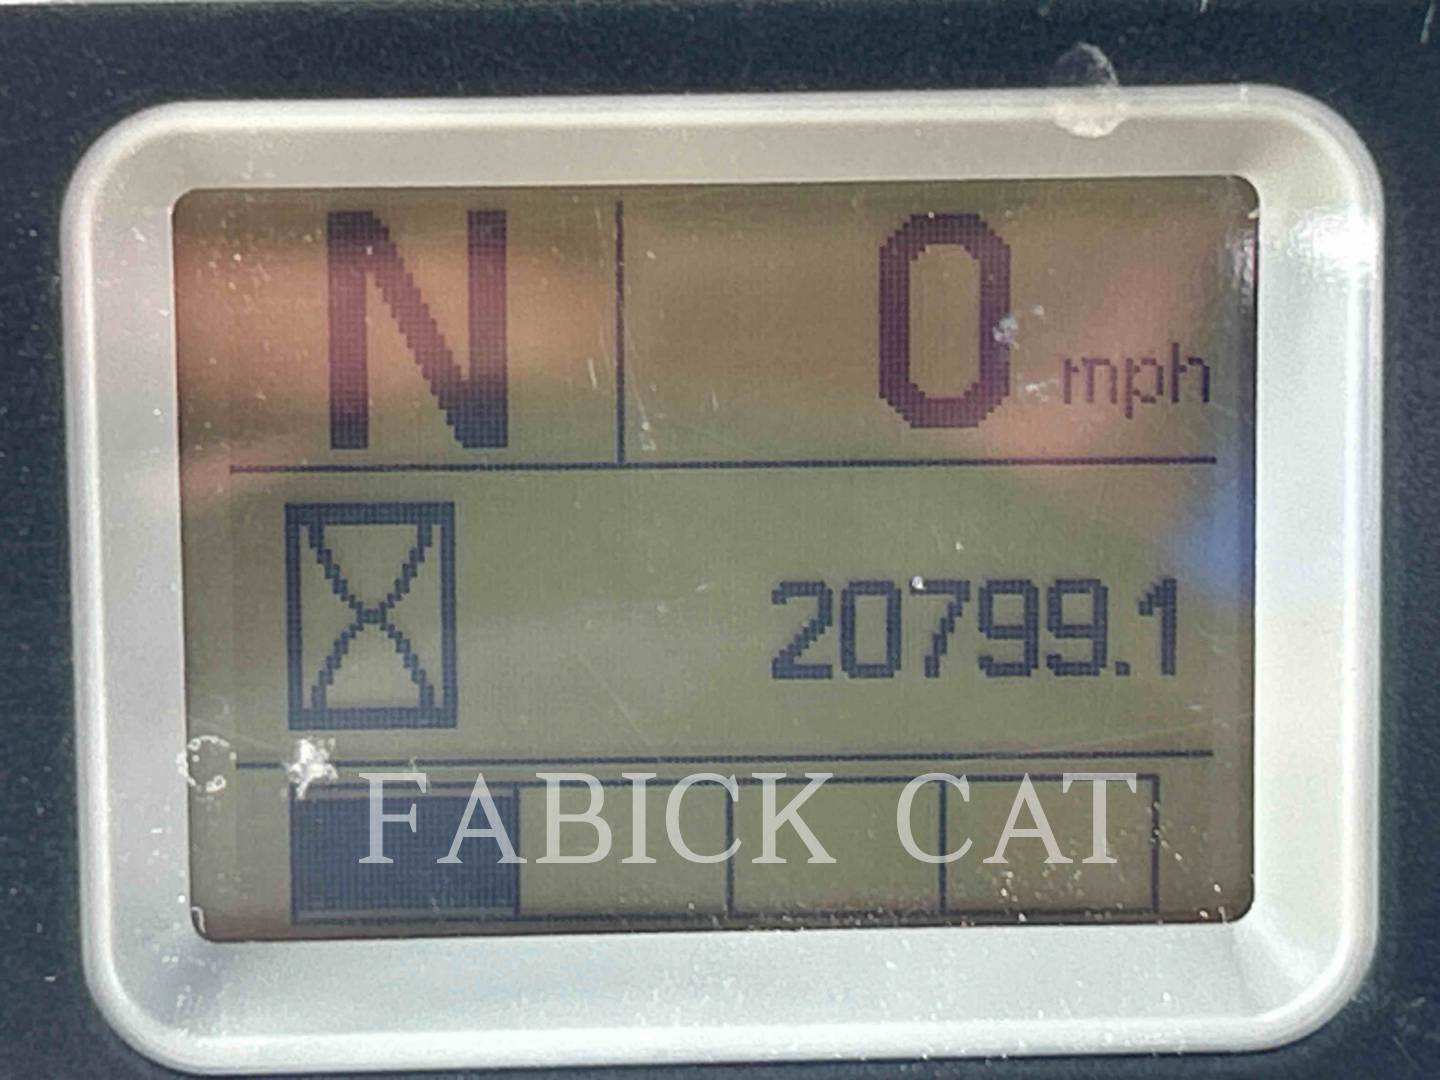 N 0 mph
20799.1
FABICK CAT